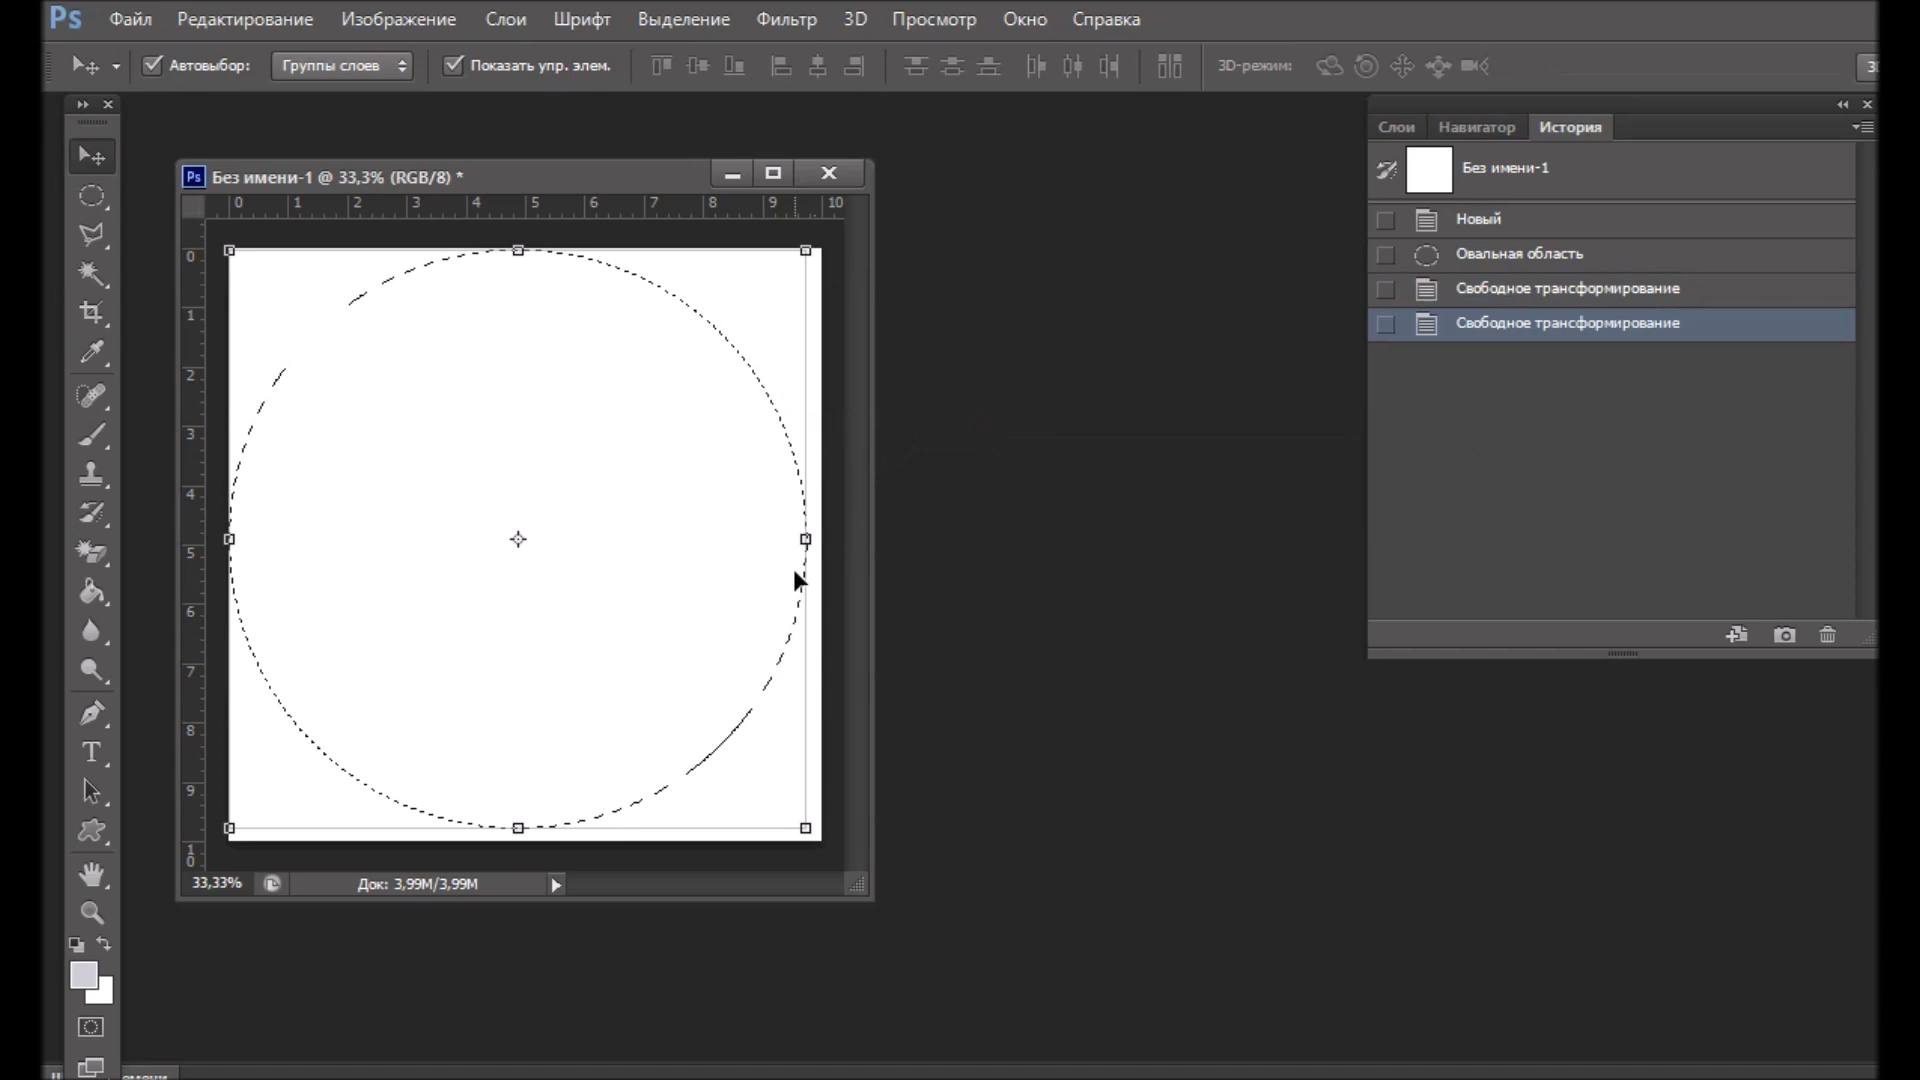 Ps Файл Редактирование Изображение Слои Шрифт Выделение Фильтр 3D Просмотр Окно Справка
Автовыбор: Группы слоев Показать упр. элем. 3D-режим:
Слои Навигатор История
Без имени-1
Ps Без имени-1 @ 33,3% (RGB/8) *
0 1 2 3 4 5 6 7 8 9 10
0
1
2
3
4
5
6
7
8
9
10
Новый
Овальная область
Свободное трансформирование
Свободное трансформирование
33,33% Док: 3,99M/3,99M
T